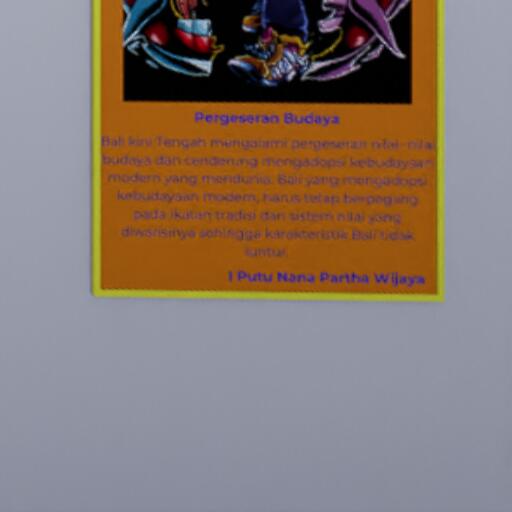 Pergeseran Budaya
Bali kini Tengah mengalami pergeseran nilai-nilai
budaya dan cenderung mengadopsi kebudayaan
modern yang mendunia. Bali yang mengadopsi
kebudayaan modern, harus tetap berpegang
pada ikatan tradisi dan sistem nilai yang
diwarisinya sehingga karakteristik Bali tidak
luntur.
I Putu Nana Partha Wijaya